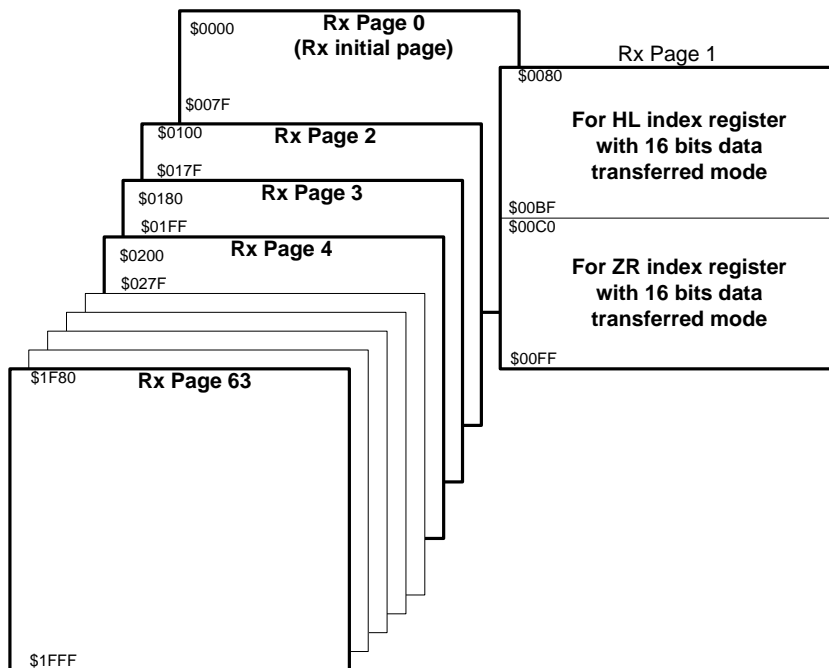 $0000
Rx Page 0
(Rx initial page)
$007F
Rx Page 1
$0080
For HL index register
with 16 bits data
transferred mode
$00BF
$00C0
For ZR index register
with 16 bits data
transferred mode
$00FF
$0100
Rx Page 2
$017F
$0180
Rx Page 3
$01FF
$0200
Rx Page 4
$027F
$1F80
Rx Page 63
$1FFF